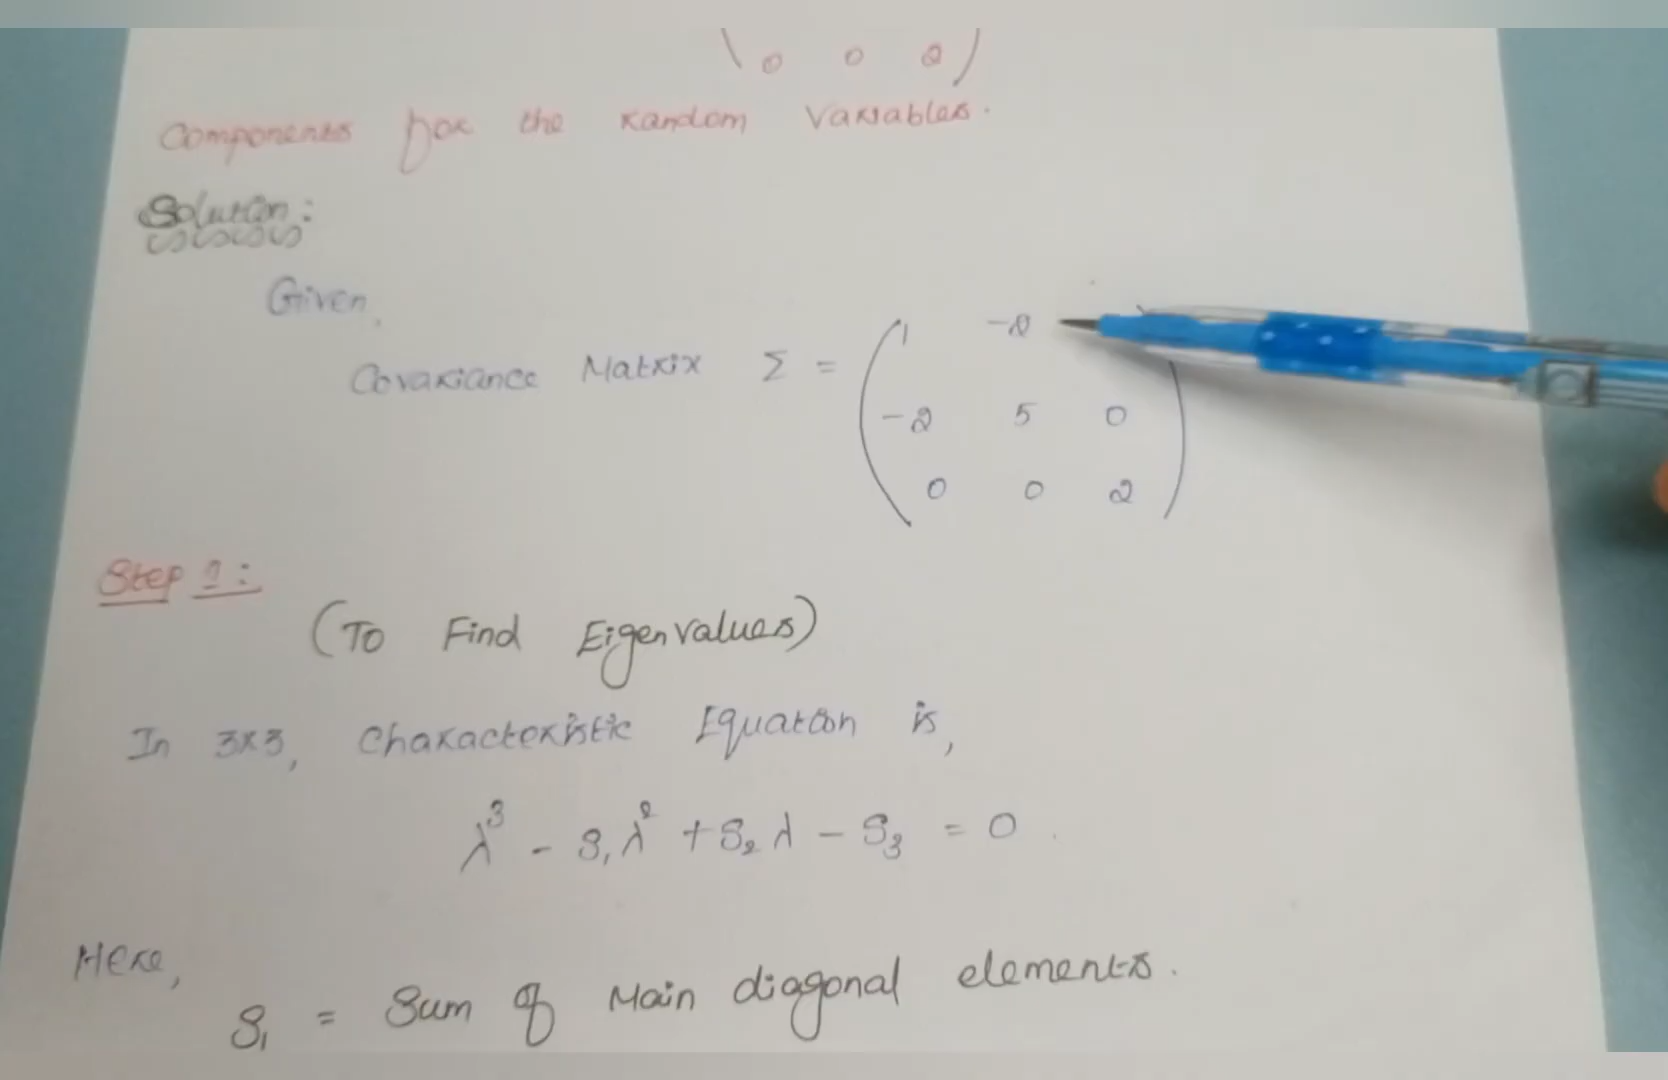 0 0 2
Components for the random variables.
Solution:
Given,
Covariance Matrix Σ =
1 -2
-2 5 0
0 0 2
Step 1:
(To Find Eigenvalues)
In 3x3, Characteristic Equation is,
λ³ - S₁λ² + S₂λ - S₃ = 0.
Here,
S₁ = Sum of Main diagonal elements.